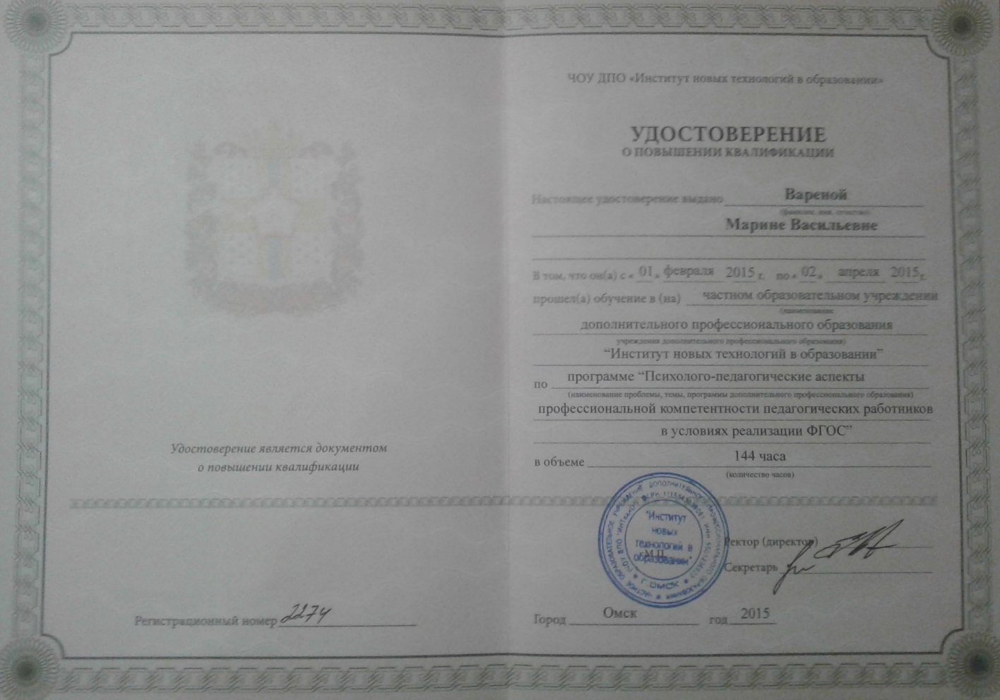 Удостоверение является документом
о повышении квалификации
Регистрационный номер 2274
ЧОУ ДПО «Институт новых технологий в образовании»
УДОСТОВЕРЕНИЕ
О ПОВЫШЕНИИ КВАЛИФИКАЦИИ
Настоящее удостоверение выдано Вареной
(фамилия, имя, отчество)
Марине Васильевне
В том, что он(а) с « 01 » февраля 2015 г. по « 02 » апреля 2015 г.
прошел(а) обучение в (на) частном образовательном учреждении
(наименование
дополнительного профессионального образования
учреждения дополнительного профессионального образования)
“Институт новых технологий в образовании”
по программе “Психолого-педагогические аспекты
(наименование проблемы, темы, программы дополнительного профессионального образования)
профессиональной компетентности педагогических работников
в условиях реализации ФГОС”
в объеме 144 часа
(количество часов)
"Институт
новых
технологий в
образовании"
М.П.
Г. ОМСК
Ректор (директор)
Секретарь
Город Омск год 2015